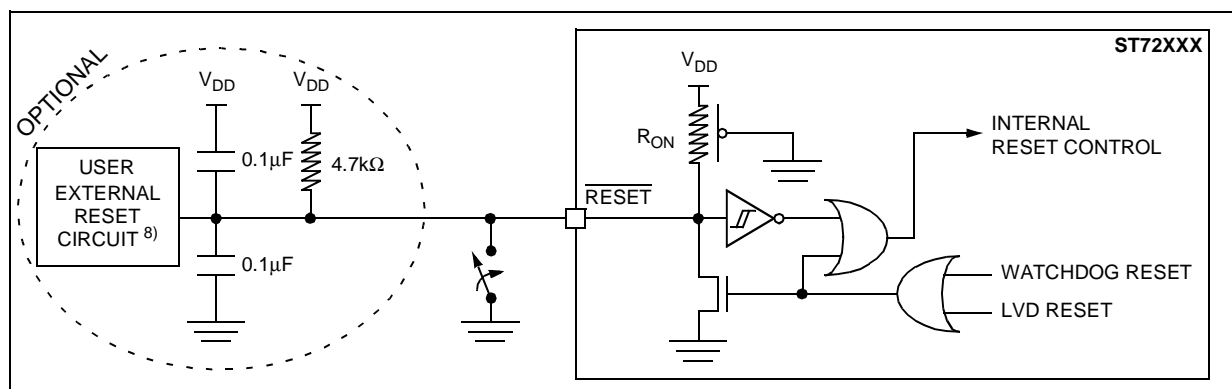 ST72XXX
OPTIONAL
V_DD
V_DD
V_DD
USER
EXTERNAL
RESET
CIRCUIT 8)
0.1μF
4.7kΩ
0.1μF
R_ON
RESET
INTERNAL
RESET CONTROL
WATCHDOG RESET
LVD RESET